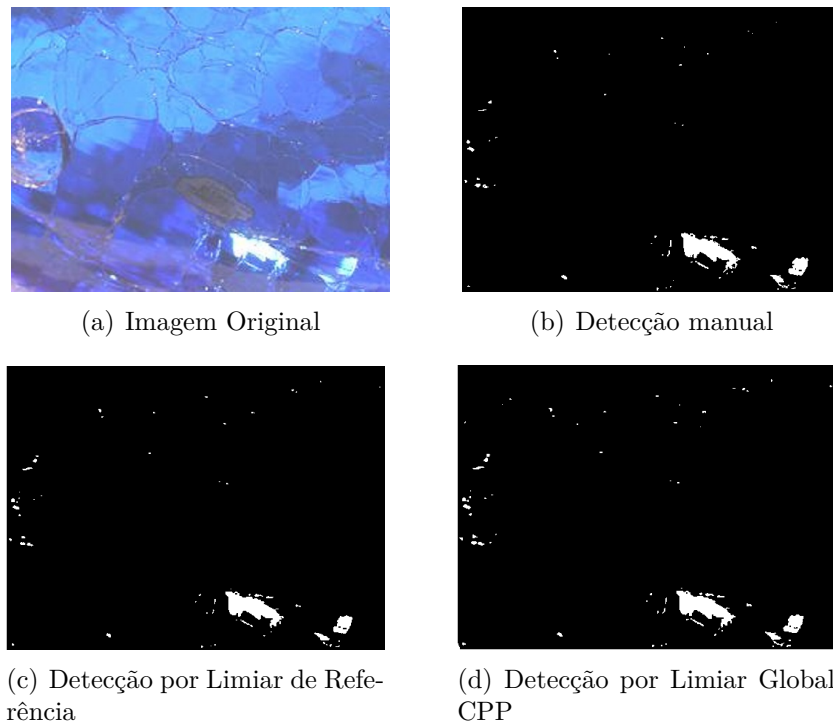 (a) Imagem Original
(b) Detecção manual
(c) Detecção por Limiar de Refe-
rência
(d) Detecção por Limiar Global
CPP